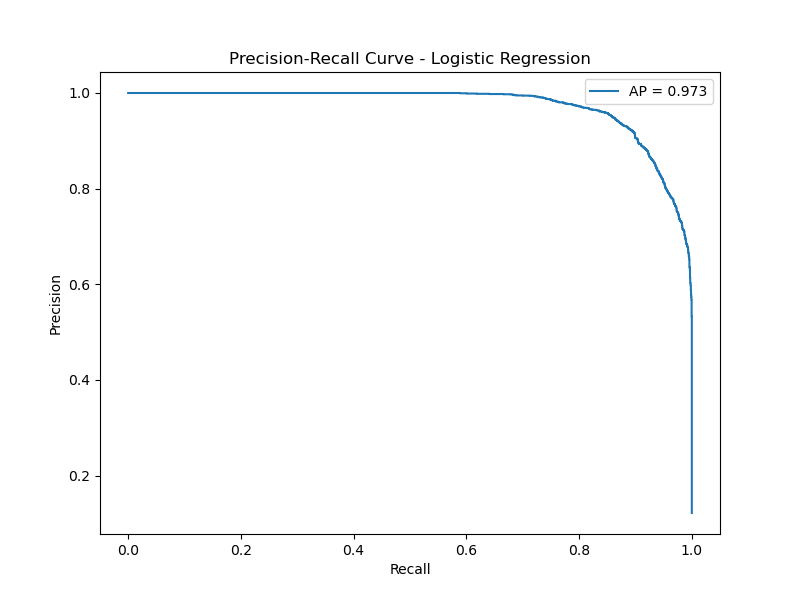 Precision-Recall Curve - Logistic Regression
AP = 0.973
1.0
0.8
0.6
0.4
0.2
Precision
0.0 0.2 0.4 0.6 0.8 1.0
Recall